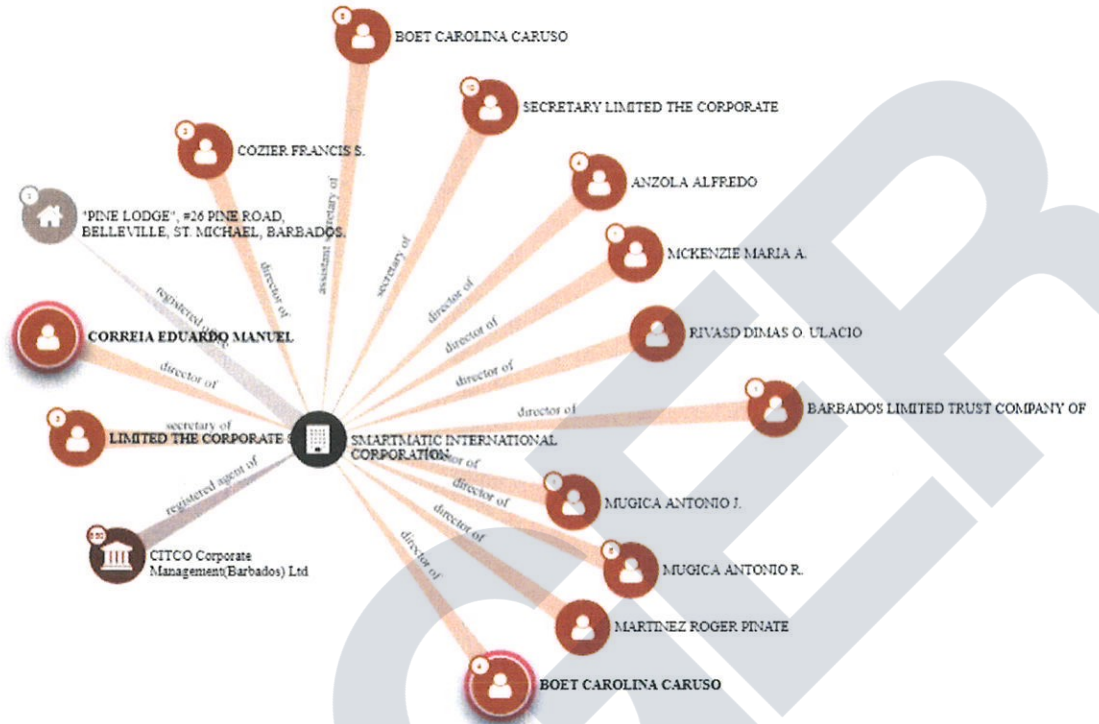 BOET CAROLINA CARUSO
SECRETARY LIMITED THE CORPORATE
COZIER FRANCIS S.
ANZOLA ALFREDO
"PINE LODGE", #26 PINE ROAD,
BELLEVILLE, ST. MICHAEL, BARBADOS.
MCKENZIE MARIA A.
CORREIA EDUARDO MANUEL
RIVASD DIMAS O. ULACIO
BARBADOS LIMITED TRUST COMPANY OF
LIMITED THE CORPORATE
SMARTMATIC INTERNATIONAL
CORPORATION
MUGICA ANTONIO J.
CITCO Corporate
Management(Barbados) Ltd
MUGICA ANTONIO R.
MARTINEZ ROGER PINATE
BOET CAROLINA CARUSO
assistant secretary of
secretary of
director of
director of
director of
director of
director of
registered office
director of
secretary of
registered agent of
director of
director of
director of
director of